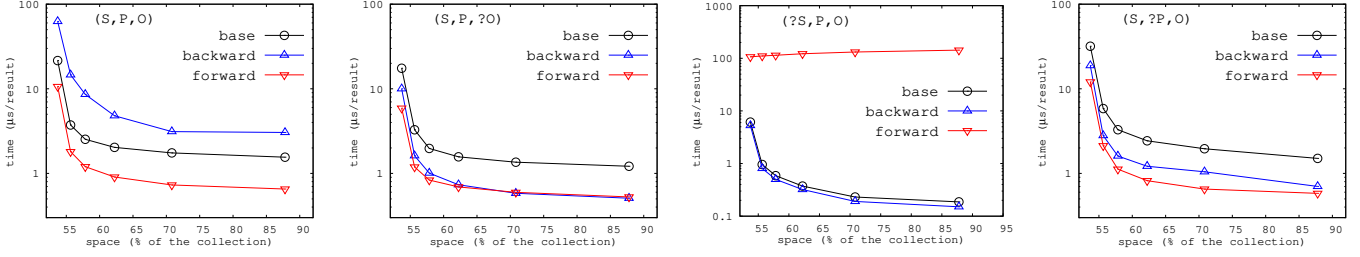 (S,P,O)
base
backward
forward
100
10
1
time (µs/result)
55 60 65 70 75 80 85 90
space (% of the collection)
(S,P,?O)
base
backward
forward
100
10
1
time (µs/result)
55 60 65 70 75 80 85 90
space (% of the collection)
(?S,P,O)
base
backward
forward
1000
100
10
1
0.1
time (µs/result)
55 60 65 70 75 80 85 90
space (% of the collection)
(S,?P,O)
base
backward
forward
100
10
1
time (µs/result)
55 60 65 70 75 80 85 90
space (% of the collection)